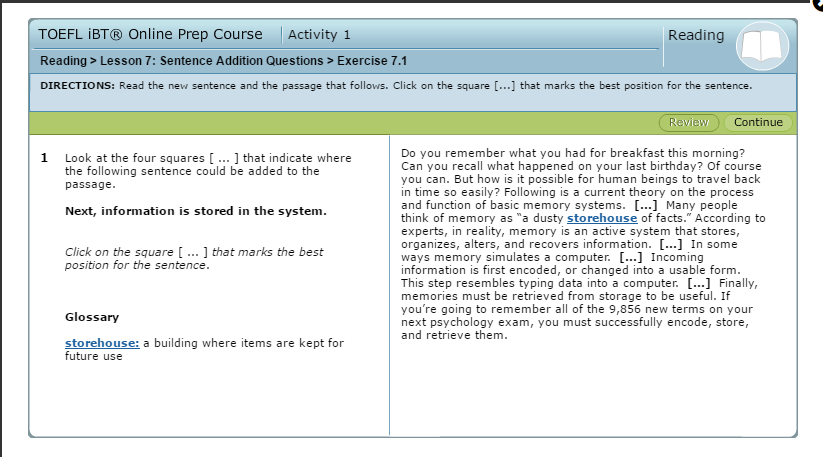 TOEFL iBT® Online Prep Course
Activity 1
Reading
Reading > Lesson 7: Sentence Addition Questions > Exercise 7.1
DIRECTIONS: Read the new sentence and the passage that follows. Click on the square [...] that marks the best position for the sentence.
Review
Continue
1 Look at the four squares [ ... ] that indicate where
the following sentence could be added to the
passage.
Next, information is stored in the system.
Click on the square [ ... ] that marks the best
position for the sentence.
Glossary
storehouse: a building where items are kept for
future use
Do you remember what you had for breakfast this morning?
Can you recall what happened on your last birthday? Of course
you can. But how is it possible for human beings to travel back
in time so easily? Following is a current theory on the process
and function of basic memory systems. [...] Many people
think of memory as “a dusty storehouse of facts.” According to
experts, in reality, memory is an active system that stores,
organizes, alters, and recovers information. [...] In some
ways memory simulates a computer. [...] Incoming
information is first encoded, or changed into a usable form.
This step resembles typing data into a computer. [...] Finally,
memories must be retrieved from storage to be useful. If
you’re going to remember all of the 9,856 new terms on your
next psychology exam, you must successfully encode, store,
and retrieve them.